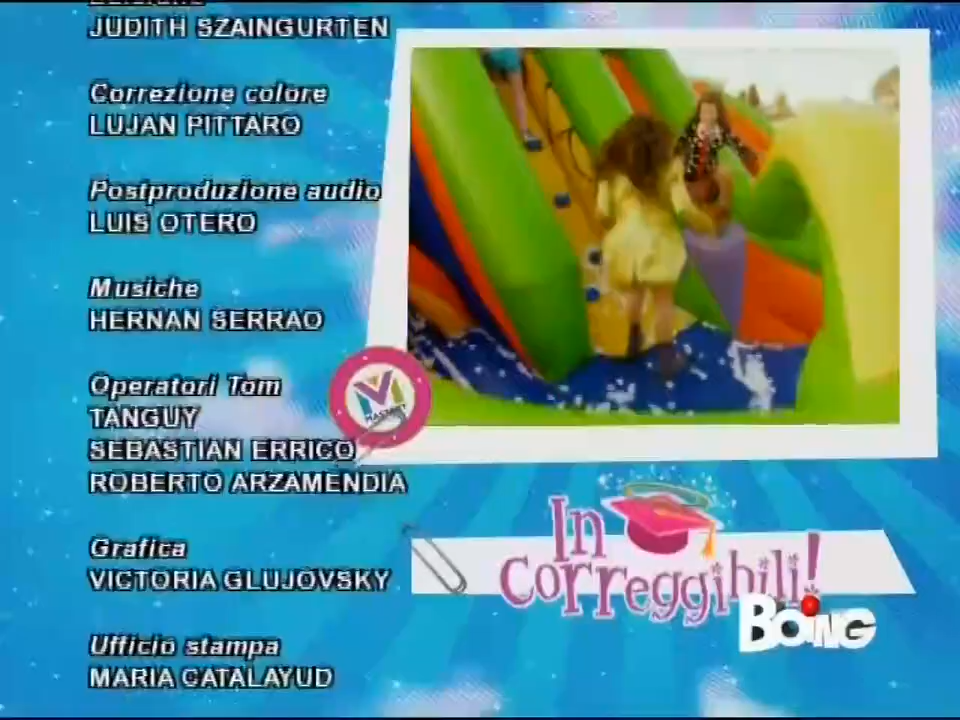 JUDITH SZAINGURTEN
Correzione colore
LUJAN PITTARO
Postproduzione audio
LUIS OTERO
Musiche
HERNAN SERRAO
Operatori Tom
TANGUY
SEBASTIAN ERRICO
ROBERTO ARZAMENDIA
Grafica
VICTORIA GLUJOVSKY
Ufficio stampa
MARIA CATALAYUD
In
Correggibili!
BOING